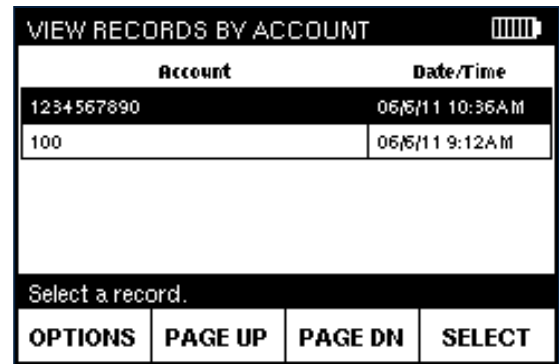 VIEW RECORDS BY ACCOUNT
Account Date/Time
1234567890 06/6/11 10:36AM
100 06/6/11 9:12AM
Select a record.
OPTIONS PAGE UP PAGE DN SELECT